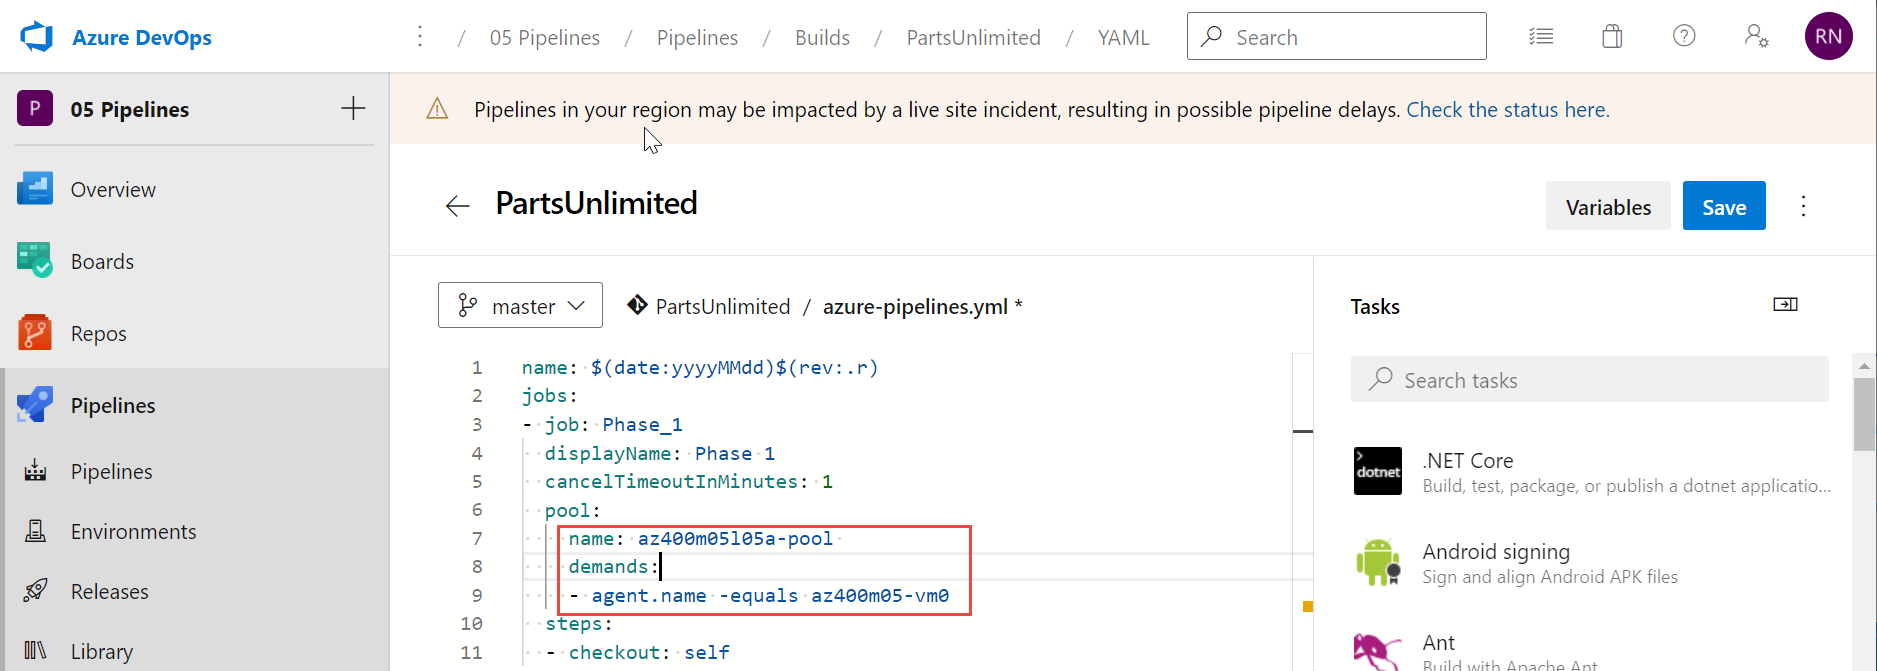 Azure DevOps
/ 05 Pipelines / Pipelines / Builds / PartsUnlimited / YAML
Search
RN
P
05 Pipelines
Overview
Boards
Repos
Pipelines
Pipelines
Environments
Releases
Library
Pipelines in your region may be impacted by a live site incident, resulting in possible pipeline delays. Check the status here.
PartsUnlimited
Variables
Save
master
PartsUnlimited / azure-pipelines.yml *
1 name: $(date:yyyyMMdd)$(rev:.r)
2 jobs:
3 - job: Phase_1
4 displayName: Phase 1
5 cancelTimeoutInMinutes: 1
6 pool:
7 name: az400m05l05a-pool
8 demands:
9 - agent.name -equals az400m05-vm0
10 steps:
11 - checkout: self
Tasks
Search tasks
dotnet
.NET Core
Build, test, package, or publish a dotnet applicatio...
Android signing
Sign and align Android APK files
Ant
Build with Apache Ant